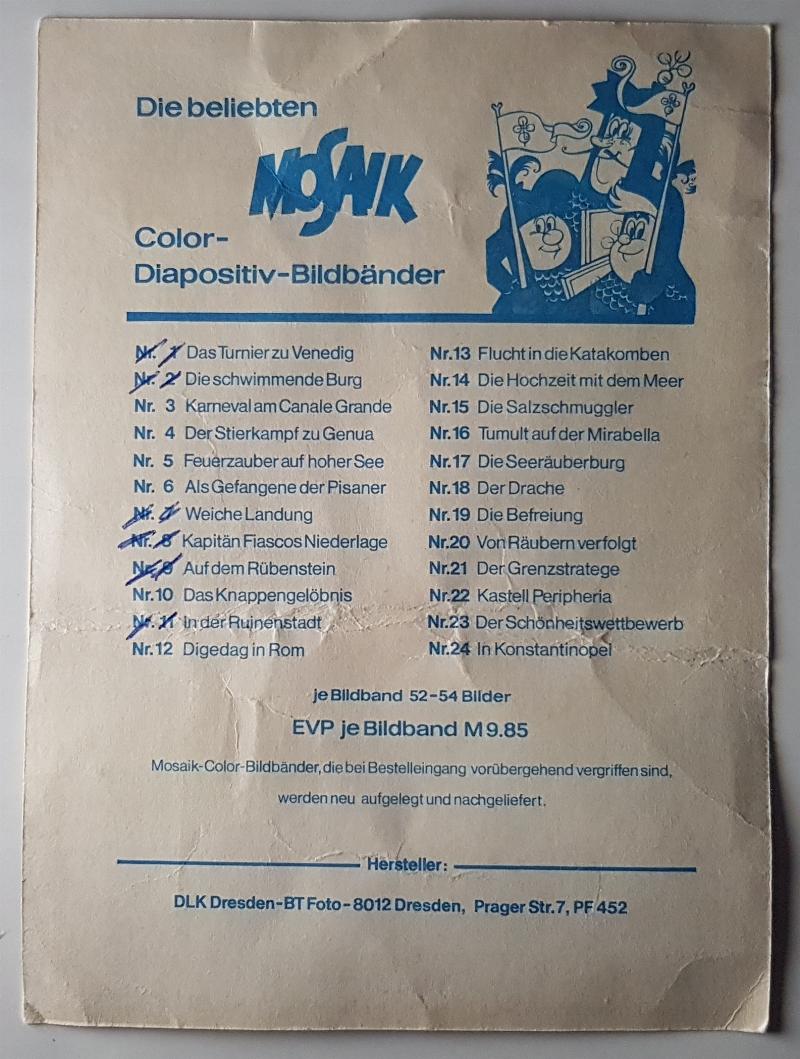 Die beliebten
MOSAIK
Color-
Diapositiv-Bildbänder
Nr. 1 Das Turnier zu Venedig
Nr. 2 Die schwimmende Burg
Nr. 3 Karneval am Canale Grande
Nr. 4 Der Stierkampf zu Genua
Nr. 5 Feuerzauber auf hoher See
Nr. 6 Als Gefangene der Pisaner
Nr. 7 Weiche Landung
Nr. 8 Kapitän Fiascos Niederlage
Nr. 9 Auf dem Rübenstein
Nr. 10 Das Knappengelöbnis
Nr. 11 In der Ruinenstadt
Nr. 12 Digedag in Rom
Nr. 13 Flucht in die Katakomben
Nr. 14 Die Hochzeit mit dem Meer
Nr. 15 Die Salzschmuggler
Nr. 16 Tumult auf der Mirabella
Nr. 17 Die Seeräuberburg
Nr. 18 Der Drache
Nr. 19 Die Befreiung
Nr. 20 Von Räubern verfolgt
Nr. 21 Der Grenzstratege
Nr. 22 Kastell Peripheria
Nr. 23 Der Schönheitswettbewerb
Nr. 24 In Konstantinopel
je Bildband 52-54 Bilder
EVP je Bildband M 9.85
Mosaik-Color-Bildbänder, die bei Bestelleingang vorübergehend vergriffen sind,
werden neu aufgelegt und nachgeliefert.
Hersteller:
DLK Dresden-BT Foto-8012 Dresden, Prager Str. 7, PF 452